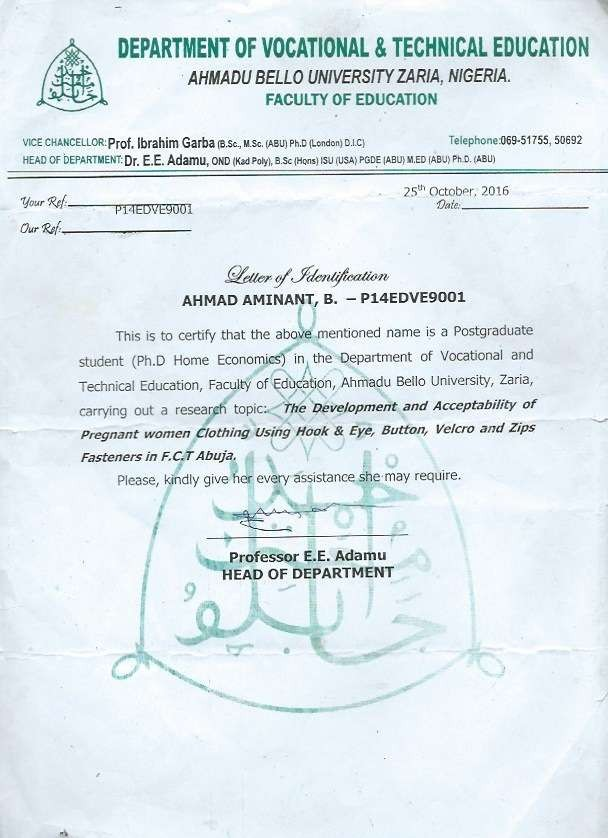 DEPARTMENT OF VOCATIONAL & TECHNICAL EDUCATION
AHMADU BELLO UNIVERSITY ZARIA, NIGERIA.
FACULTY OF EDUCATION
VICE CHANCELLOR: Prof. Ibrahim Garba (B.Sc., M.Sc. (ABU) Ph.D (London) D.I.C) Telephone:069-51755, 50692
HEAD OF DEPARTMENT: Dr. E.E. Adamu, OND (Kad Poly), B.Sc (Hons) ISU (USA) PGDE (ABU) M.ED (ABU) Ph.D. (ABU)
25th October, 2016
Your Ref: P14EDVE9001 Date:
Our Ref:
Letter of Identification
AHMAD AMINANT, B. – P14EDVE9001
This is to certify that the above mentioned name is a Postgraduate
student (Ph.D Home Economics) in the Department of Vocational and
Technical Education, Faculty of Education, Ahmadu Bello University, Zaria,
carrying out a research topic: The Development and Acceptability of
Pregnant women Clothing Using Hook & Eye, Button, Velcro and Zips
Fasteners in F.C.T Abuja.
Please, kindly give her every assistance she may require.
Professor E.E. Adamu
HEAD OF DEPARTMENT